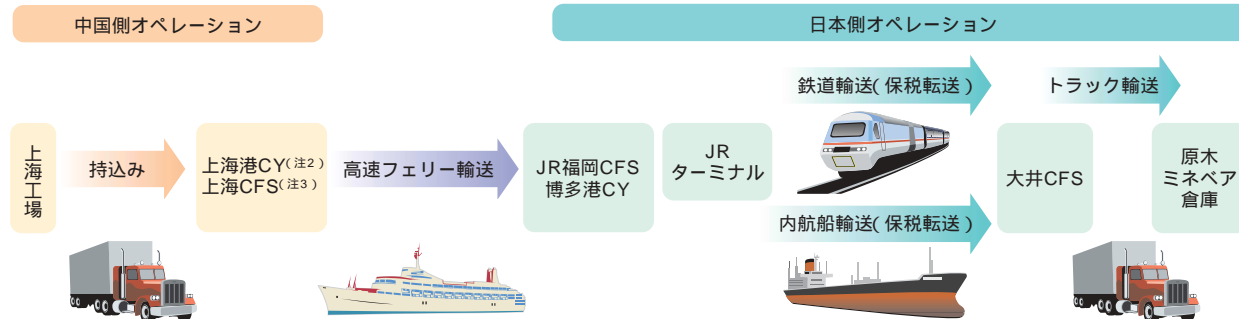 中国側オペレーション
日本側オペレーション
上海工場
持込み
上海港CY(注2)
上海CFS(注3)
高速フェリー輸送
JR福岡CFS
博多港CY
JR
ターミナル
鉄道輸送(保税転送)
内航船輸送(保税転送)
大井CFS
トラック輸送
原木
ミネベア
倉庫